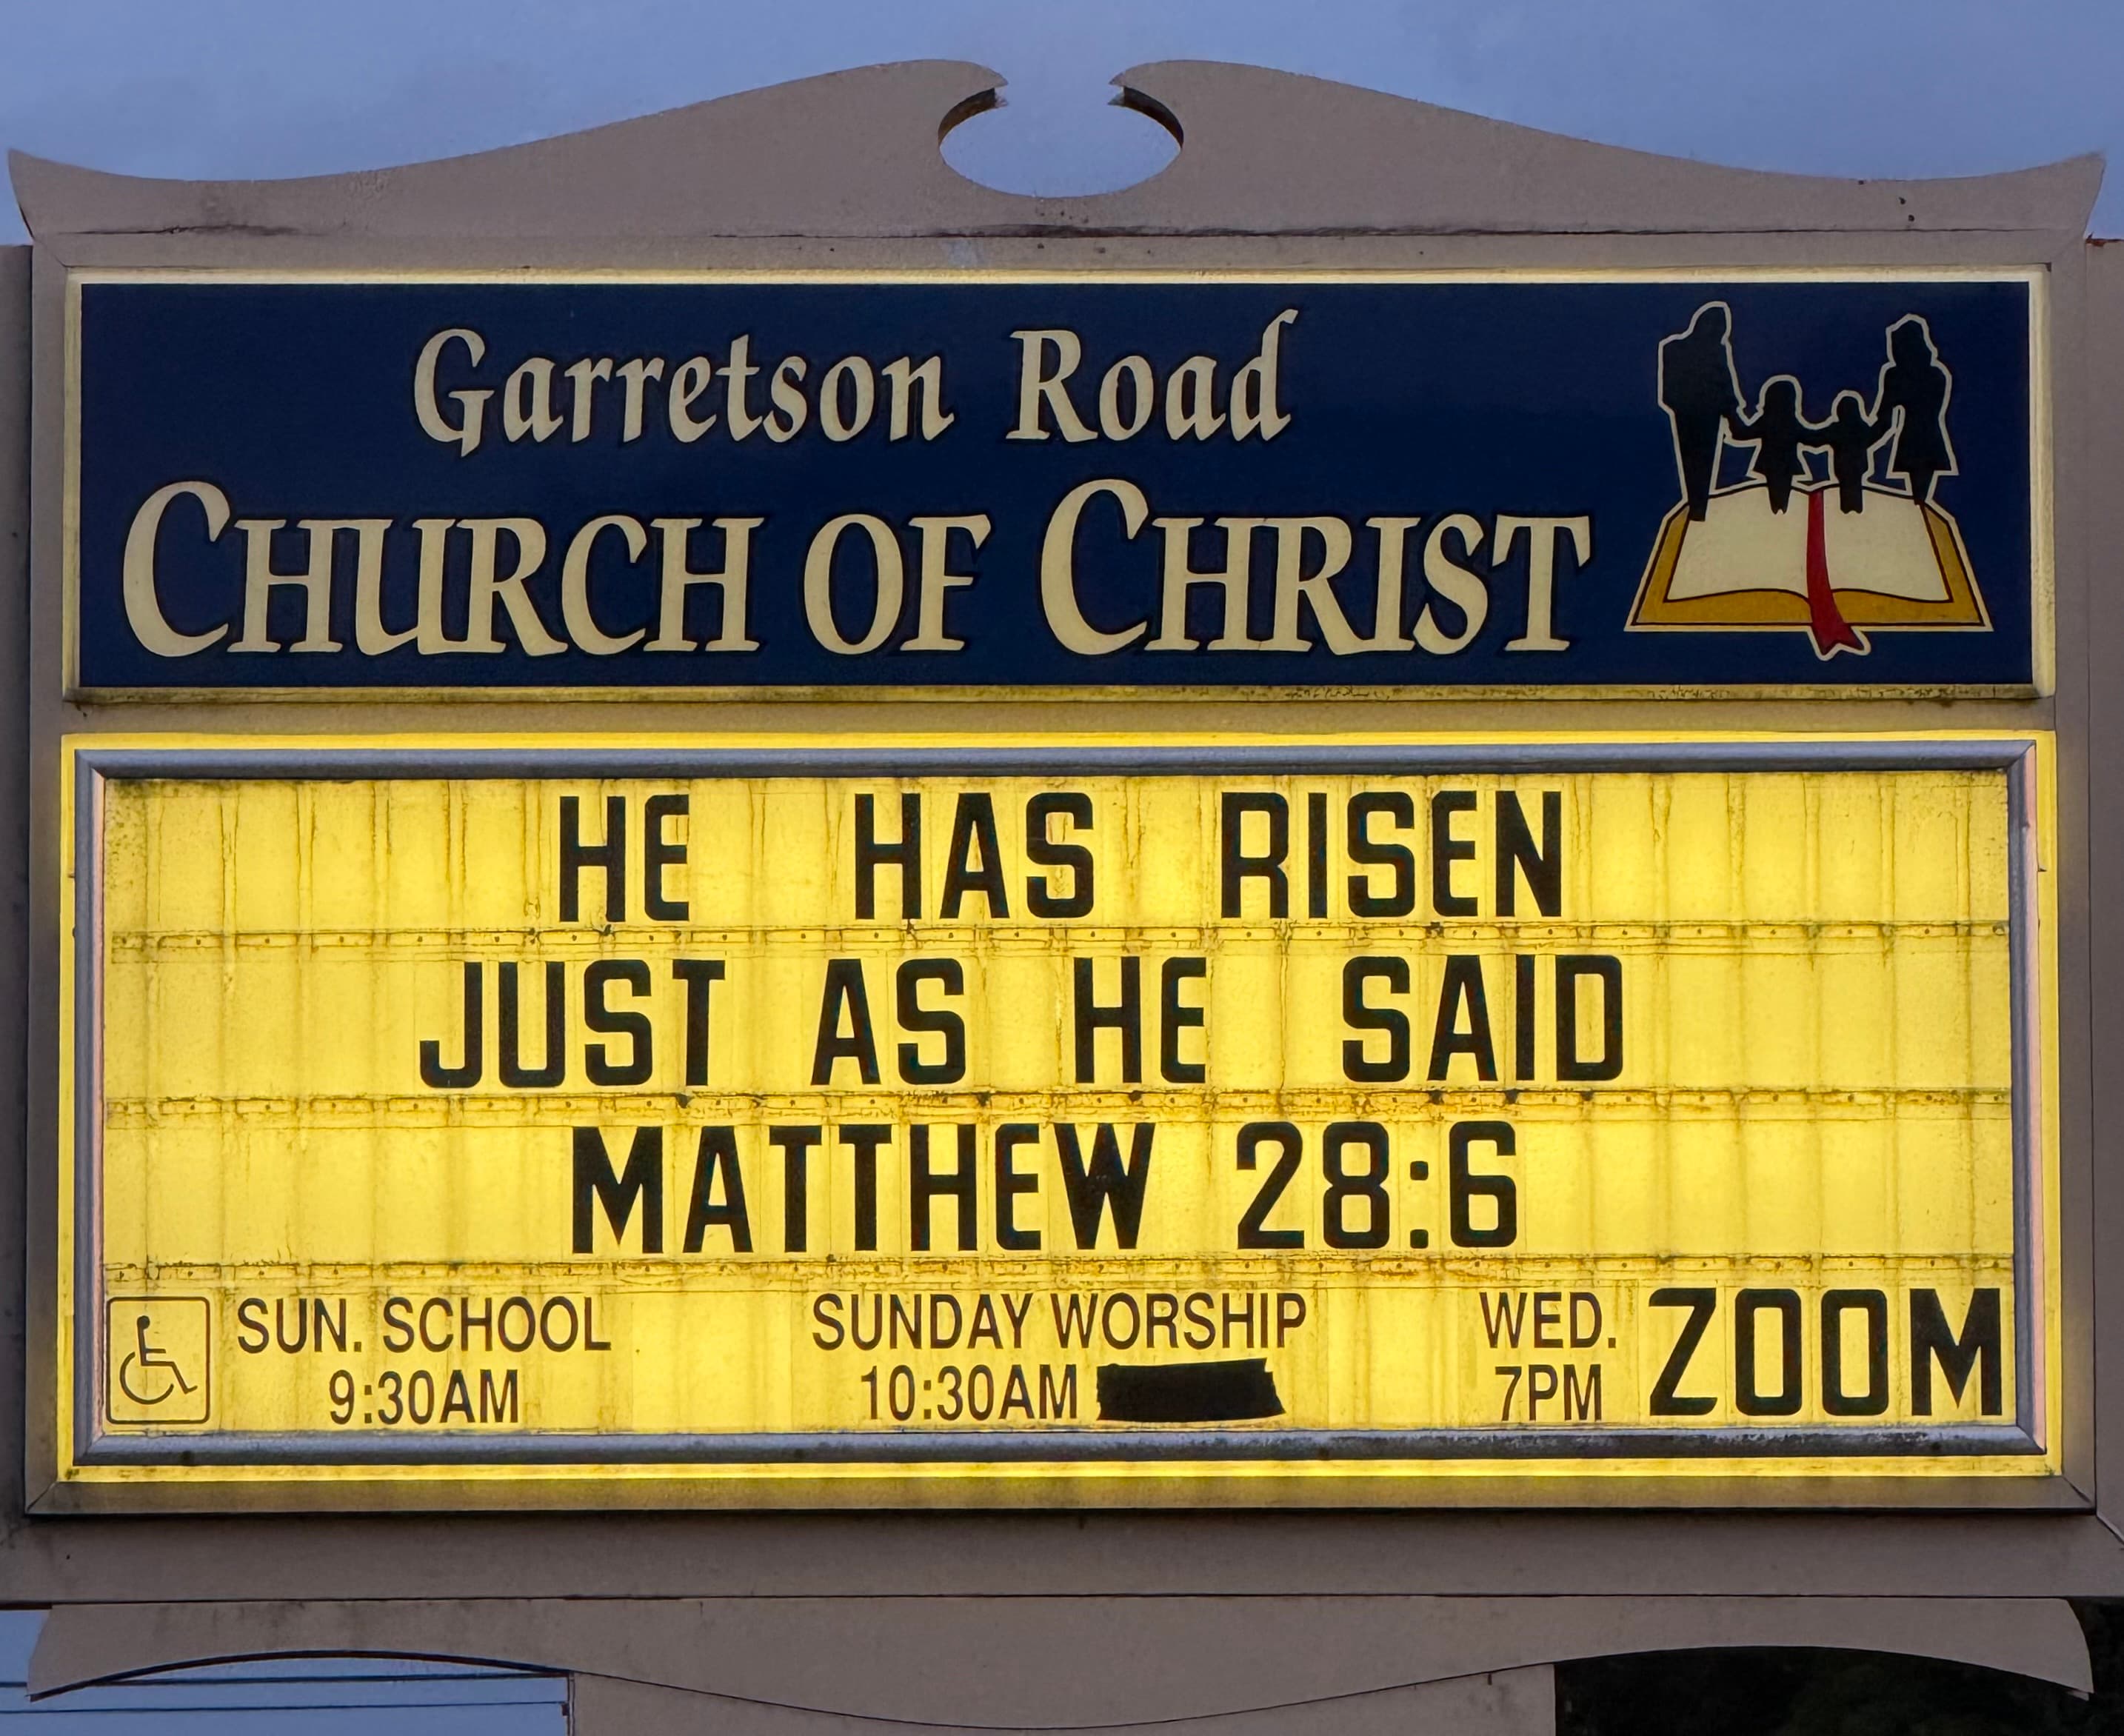 Garretson Road
CHURCH OF CHRIST
HE HAS RISEN
JUST AS HE SAID
MATTHEW 28:6
SUN. SCHOOL
9:30AM
SUNDAY WORSHIP
10:30AM
WED.
7PM
ZOOM